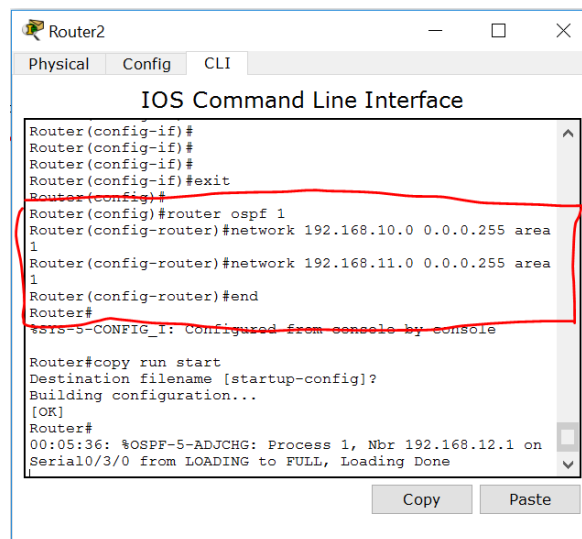 Router2
Physical Config CLI
IOS Command Line Interface
Router(config-if)#
Router(config-if)#
Router(config-if)#
Router(config-if)#exit
Router(config)#
Router(config)#router ospf 1
Router(config-router)#network 192.168.10.0 0.0.0.255 area
1
Router(config-router)#network 192.168.11.0 0.0.0.255 area
1
Router(config-router)#end
Router#
%SYS-5-CONFIG_I: Configured from console by console
Router#copy run start
Destination filename [startup-config]?
Building configuration...
[OK]
Router#
00:05:36: %OSPF-5-ADJCHG: Process 1, Nbr 192.168.12.1 on
Serial0/3/0 from LOADING to FULL, Loading Done
Copy Paste